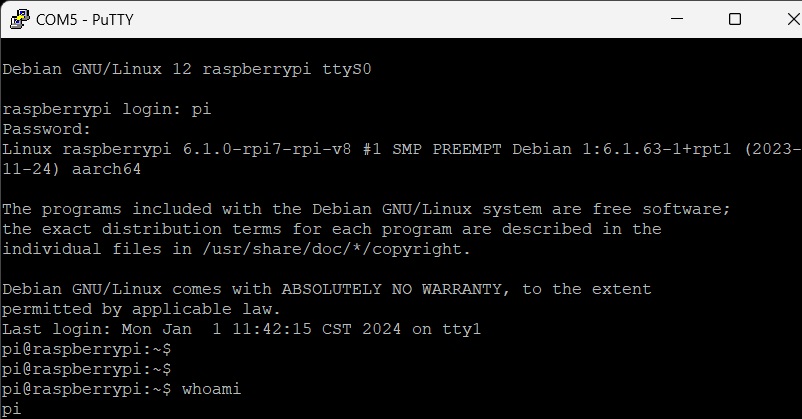 COM5 - PuTTY
Debian GNU/Linux 12 raspberrypi ttyS0
raspberrypi login: pi
Password:
Linux raspberrypi 6.1.0-rpi7-rpi-v8 #1 SMP PREEMPT Debian 1:6.1.63-1+rpt1 (2023-
11-24) aarch64
The programs included with the Debian GNU/Linux system are free software;
the exact distribution terms for each program are described in the
individual files in /usr/share/doc/*/copyright.
Debian GNU/Linux comes with ABSOLUTELY NO WARRANTY, to the extent
permitted by applicable law.
Last login: Mon Jan  1 11:42:15 CST 2024 on tty1
pi@raspberrypi:~$
pi@raspberrypi:~$
pi@raspberrypi:~$ whoami
pi